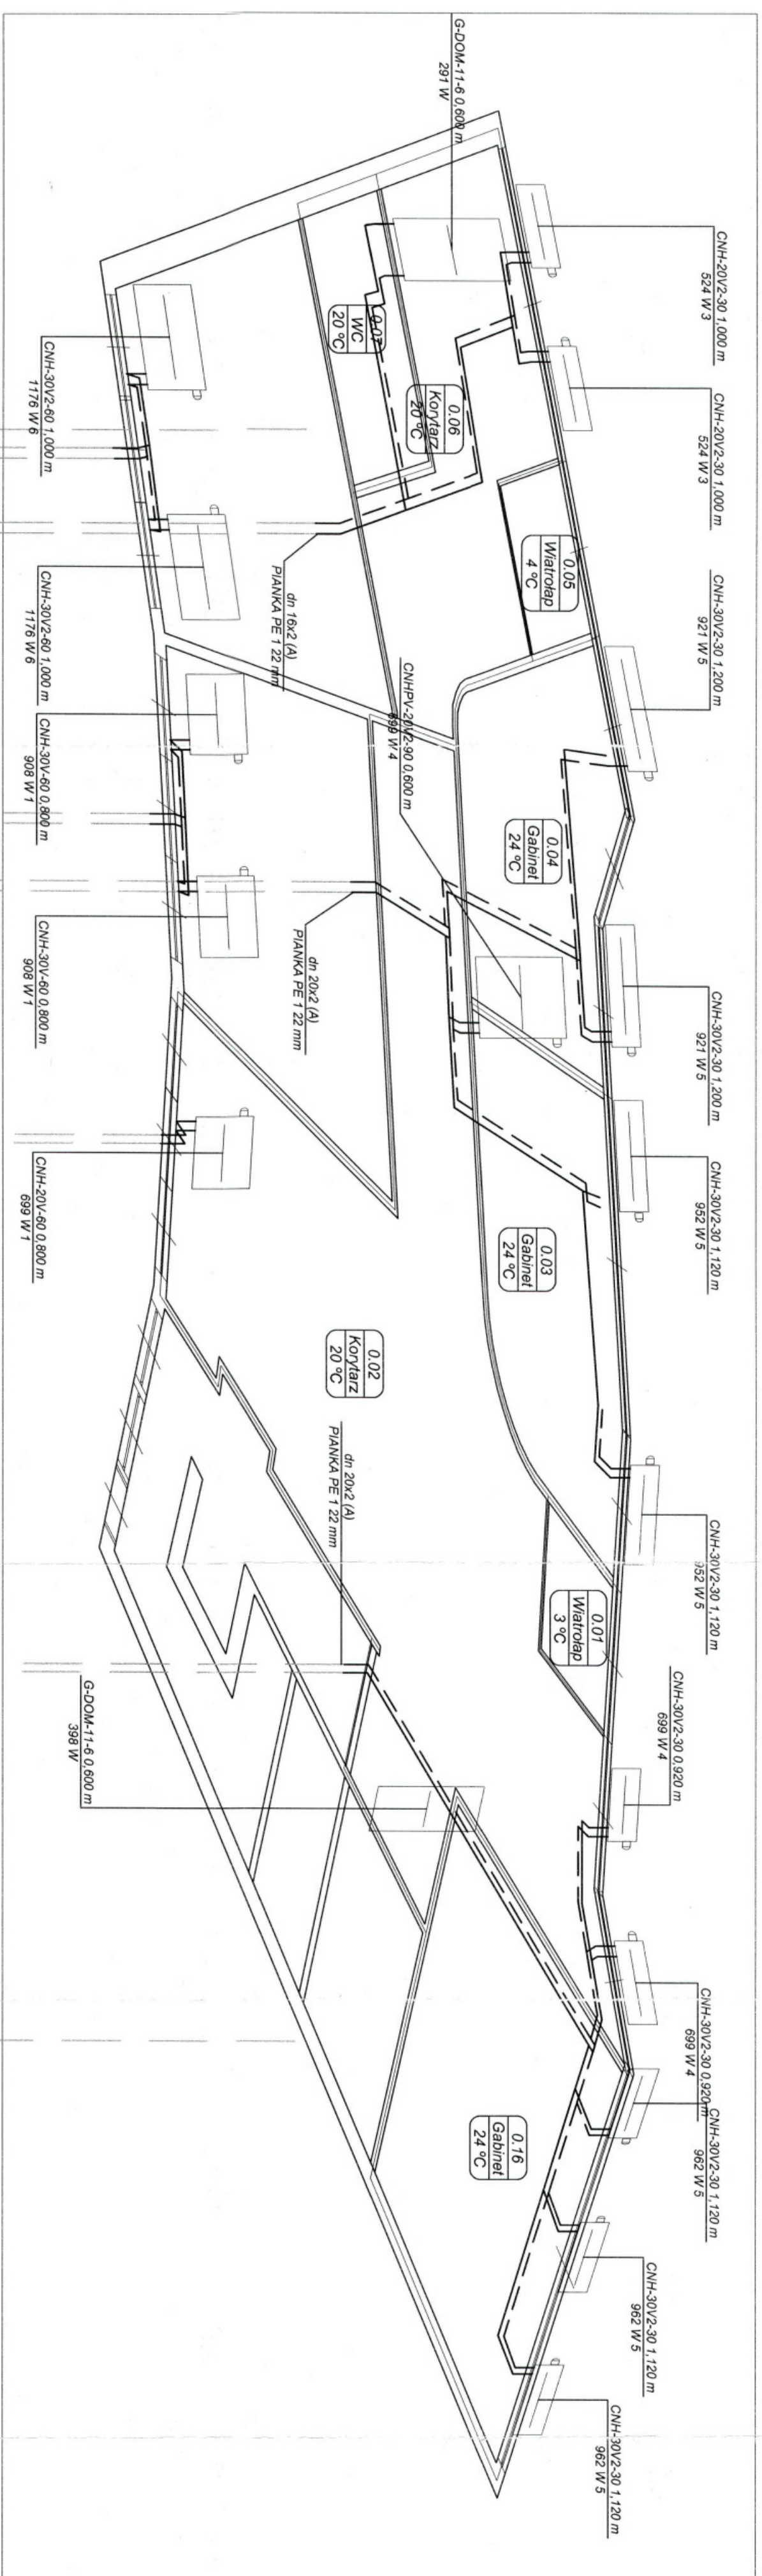 G-DOM-11-6 0,600 m
291 W
CNH-20V2-30 1,000 m
524 W 3
CNH-20V2-30 1,000 m
524 W 3
CNH-30V2-30 1,200 m
921 W 5
CNH-30V2-30 1,200 m
921 W 5
CNH-30V2-30 1,120 m
952 W 5
CNH-30V2-30 1,120 m
952 W 5
CNH-30V2-30 0,920 m
699 W 4
CNH-30V2-30 0,920 m
699 W 4
CNH-30V2-30 1,120 m
962 W 5
CNH-30V2-30 1,120 m
962 W 5
CNH-30V2-30 1,120 m
962 W 5
0.07
WC
20 °C
0.06
Korytarz
20 °C
0.05
Wiatrołap
4 °C
0.04
Gabinet
24 °C
0.03
Gabinet
24 °C
0.02
Korytarz
20 °C
0.01
Wiatrołap
3 °C
0.16
Gabinet
24 °C
dn 16x2 (A)
PIANKA PE 1 22 mm
CNHPV-20V2-90 0,600 m
699 W 4
dn 20x2 (A)
PIANKA PE 1 22 mm
dn 20x2 (A)
PIANKA PE 1 22 mm
CNH-30V2-60 1,000 m
1176 W 6
CNH-30V2-60 1,000 m
1176 W 6
CNH-30V-60 0,800 m
908 W 1
CNH-30V-60 0,800 m
908 W 1
CNH-20V-60 0,800 m
699 W 1
G-DOM-11-6 0,600 m
398 W